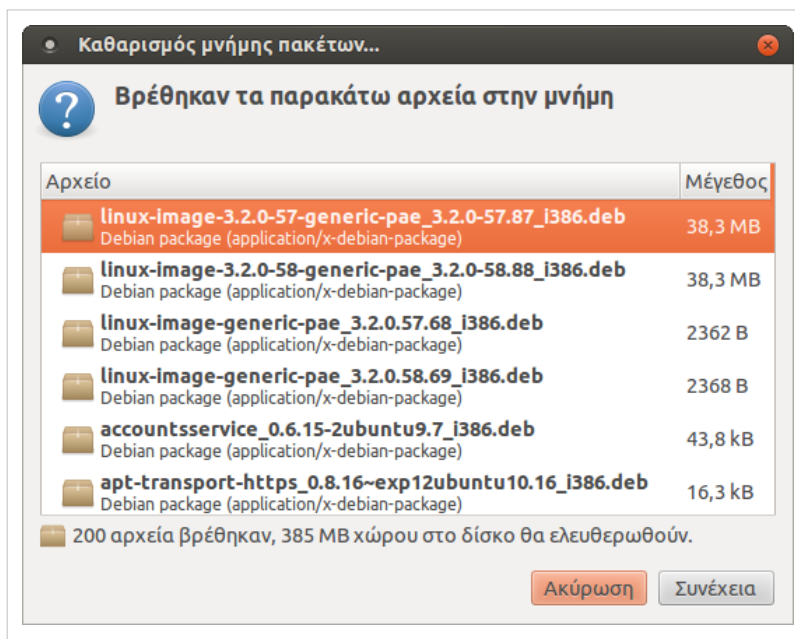 Καθαρισμός μνήμης πακέτων...
Βρέθηκαν τα παρακάτω αρχεία στην μνήμη
Αρχείο Μέγεθος
linux-image-3.2.0-57-generic-pae_3.2.0-57.87_i386.deb 38,3 MB
Debian package (application/x-debian-package)
linux-image-3.2.0-58-generic-pae_3.2.0-58.88_i386.deb 38,3 MB
Debian package (application/x-debian-package)
linux-image-generic-pae_3.2.0.57.68_i386.deb 2362 B
Debian package (application/x-debian-package)
linux-image-generic-pae_3.2.0.58.69_i386.deb 2368 B
Debian package (application/x-debian-package)
accountsservice_0.6.15-2ubuntu9.7_i386.deb 43,8 kB
Debian package (application/x-debian-package)
apt-transport-https_0.8.16~exp12ubuntu10.16_i386.deb 16,3 kB
Debian package (application/x-debian-package)
200 αρχεία βρέθηκαν, 385 MB χώρου στο δίσκο θα ελευθερωθούν.
Ακύρωση Συνέχεια